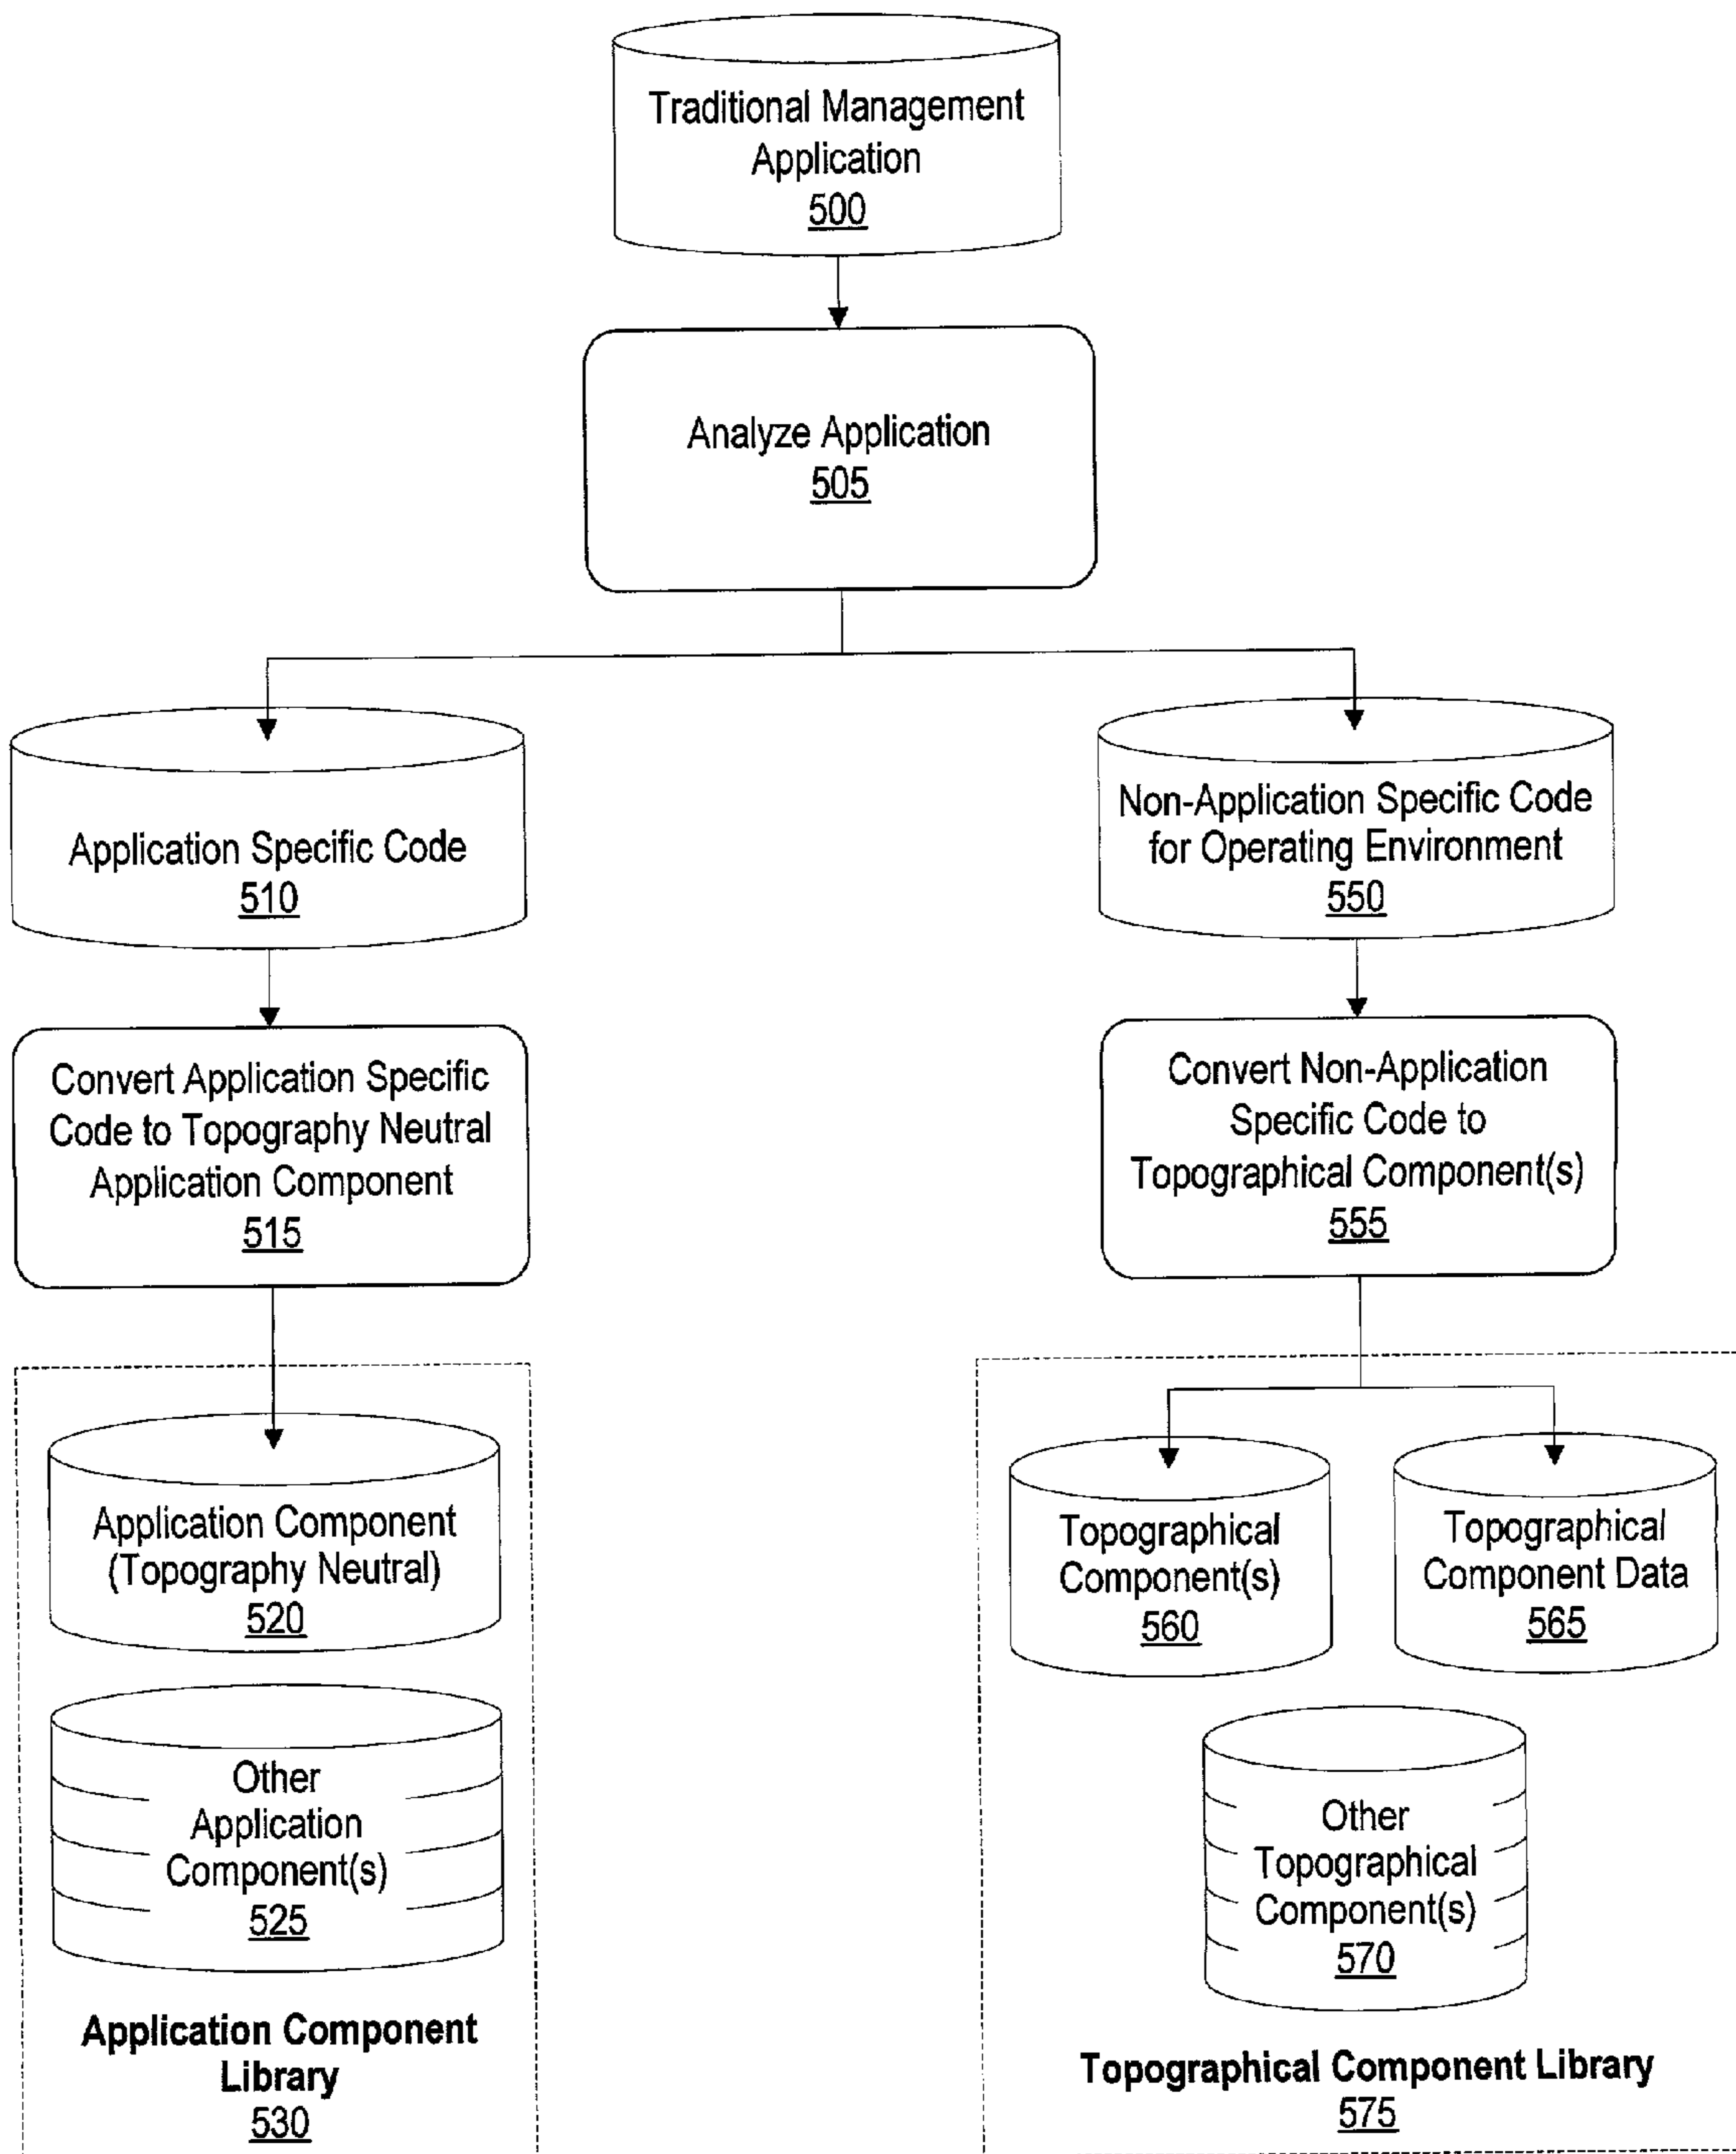 Traditional Management
Application
500
Analyze Application
505
Application Specific Code
510
Non-Application Specific Code
for Operating Environment
550
Convert Application Specific
Code to Topography Neutral
Application Component
515
Convert Non-Application
Specific Code to
Topographical Component(s)
555
Application Component
(Topography Neutral)
520
Topographical
Component(s)
560
Topographical
Component Data
565
Other
Application
Component(s)
525
Other
Topographical
Component(s)
570
Application Component
Library
530
Topographical Component Library
575